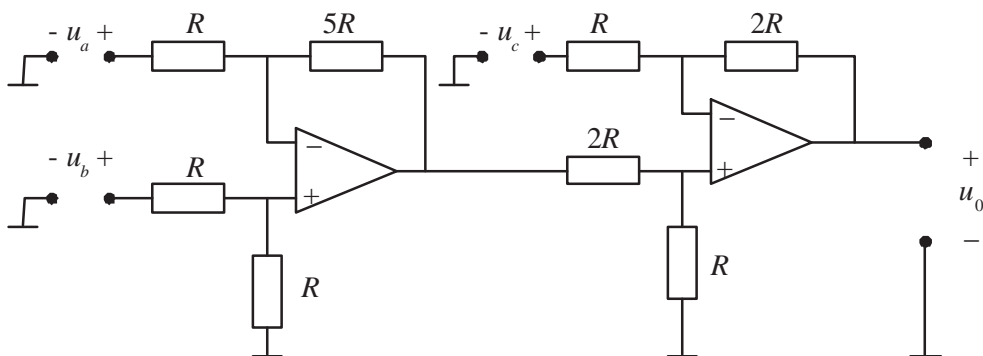 - u_a + R 5R - u_c + R 2R
- u_b + R − + 2R − + + u_0 −
R R